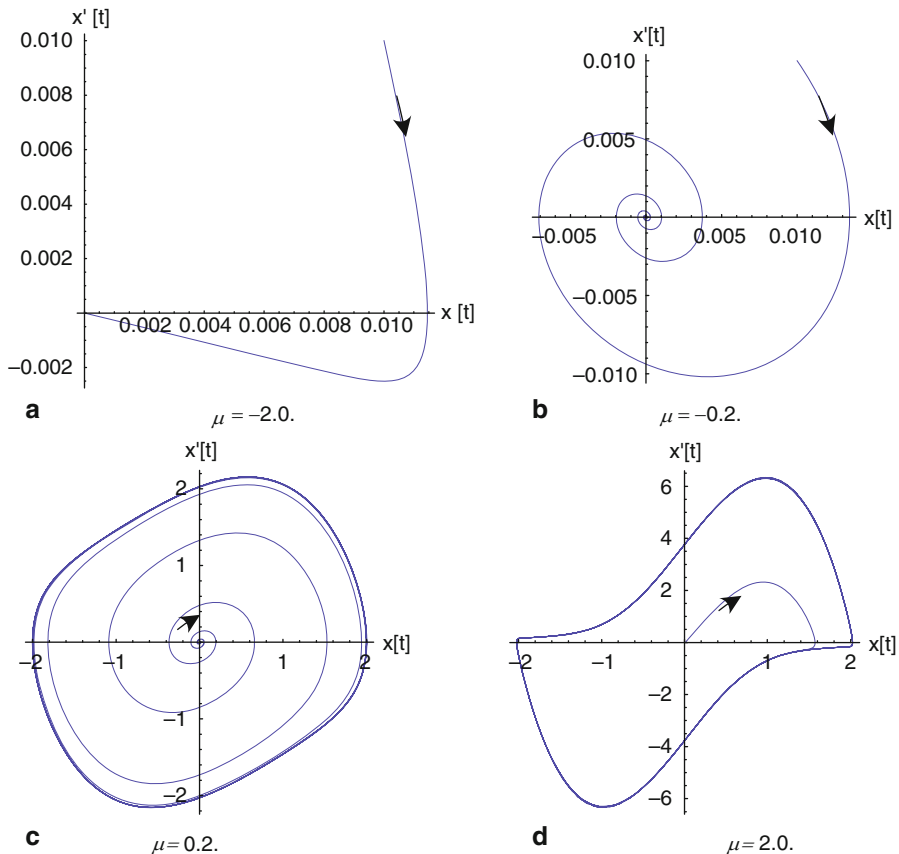 x' [t]
0.010
0.008
0.006
0.004
0.002
0.002 0.004 0.006 0.008 0.010
x [t]
−0.002
a
μ = −2.0.
x'[t]
0.010
0.005
−0.005
0.005
0.010
x[t]
−0.005
−0.010
b
μ = −0.2.
x'[t]
2
1
−2
−1
1
2
x[t]
−1
−2
c
μ = 0.2.
x'[t]
6
4
2
−2
−1
1
2
x[t]
−2
−4
−6
d
μ = 2.0.